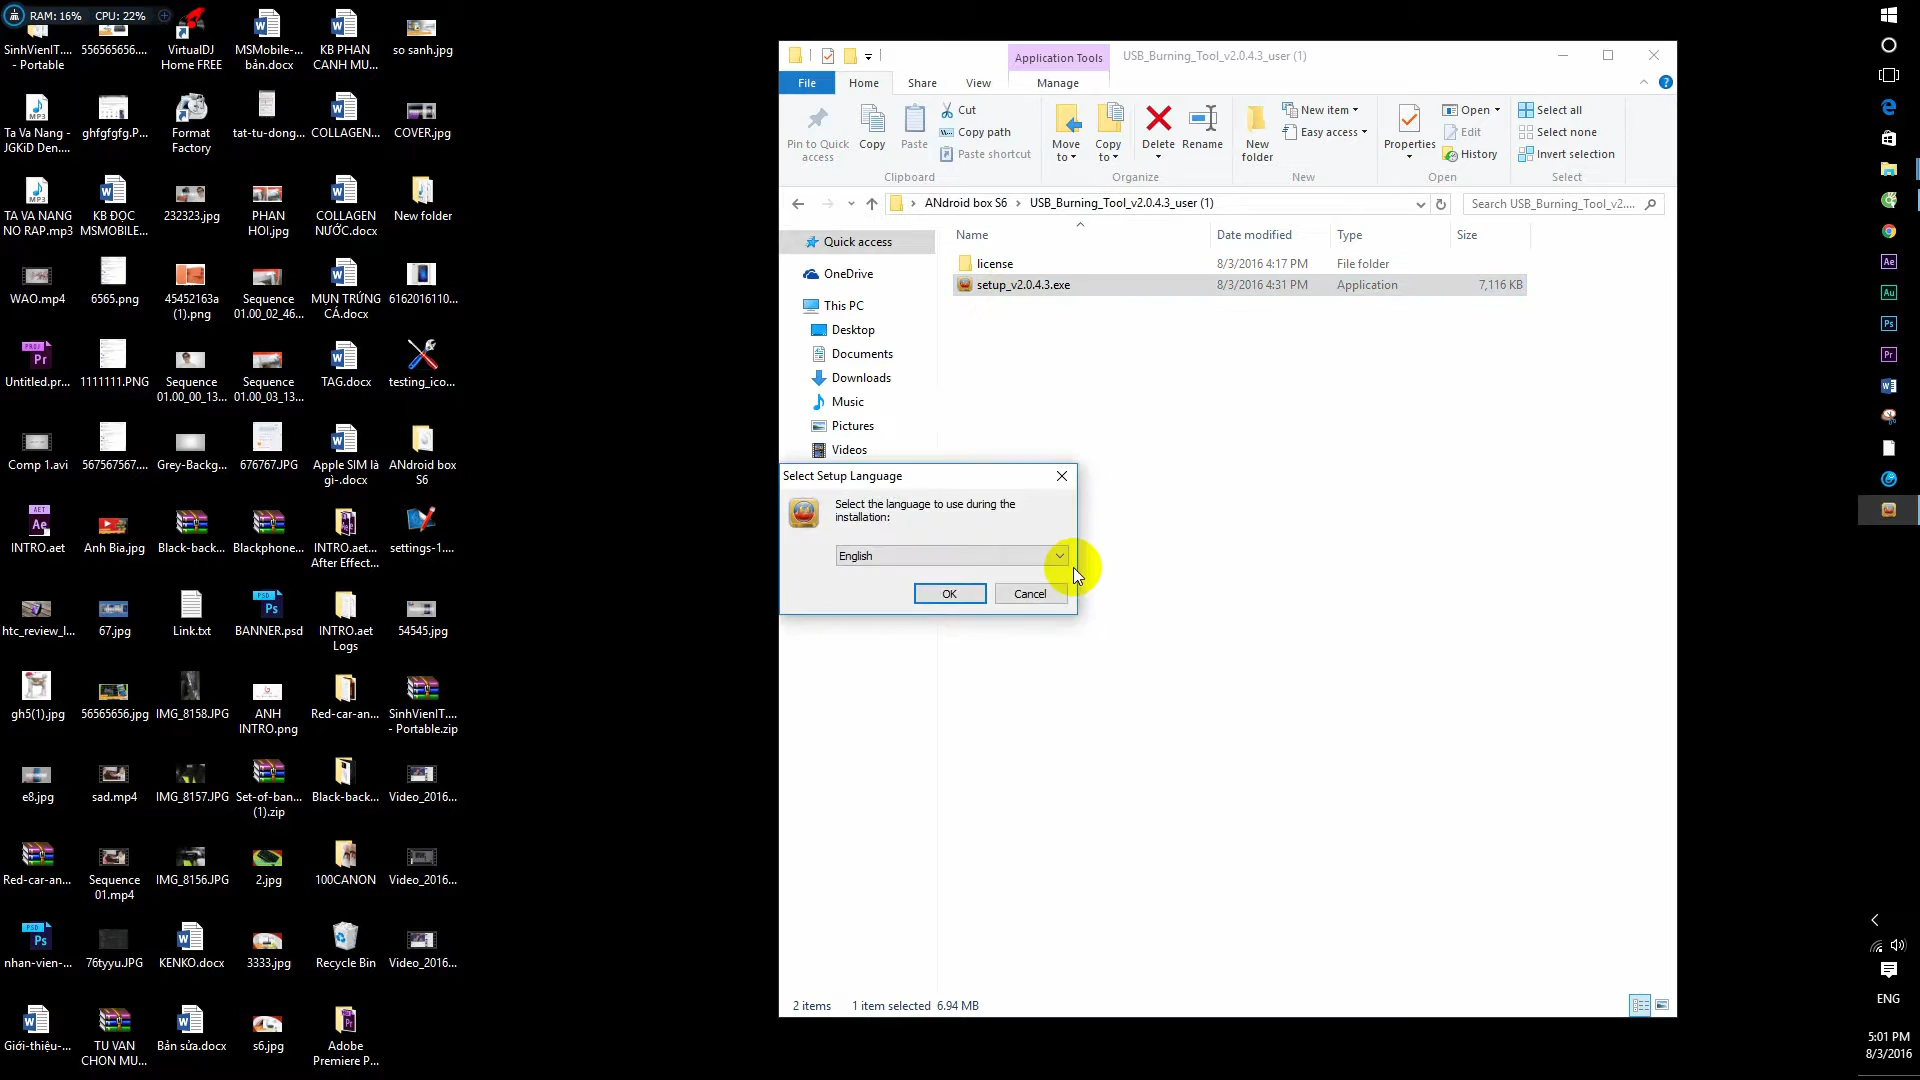 RAM: 16%
CPU: 22%
SinhVienIT....
- Portable
556565656....
VirtualDJ
Home FREE
MSMobile-...
bản.docx
KB PHAN
CANH MU...
so sanh.jpg
Ta Va Nang -
JGKiD Den....
ghfgfgfg.P...
Format
Factory
tat-tu-dong...
COLLAGEN...
COVER.jpg
TA VA NANG
NO RAP.mp3
KB ĐỌC
MSMOBILE...
232323.jpg
PHAN
HOI.jpg
COLLAGEN
NƯỚC.docx
New folder
WAO.mp4
6565.png
45452163a
(1).png
Sequence
01.00_02_46...
MỤN TRỨNG
CÁ.docx
6162016110...
Untitled.pr...
1111111.PNG
Sequence
01.00_00_13...
Sequence
01.00_03_13...
TAG.docx
testing_ico...
Comp 1.avi
567567567....
Grey-Backg...
676767.JPG
Apple SIM là
gì-.docx
ANdroid box
S6
INTRO.aet
Anh Bia.jpg
Black-back...
Blackphone...
INTRO.aet...
After Effect...
settings-1....
htc_review_l...
67.jpg
Link.txt
BANNER.psd
INTRO.aet
Logs
54545.jpg
gh5(1).jpg
56565656.jpg
IMG_8158.JPG
ANH
INTRO.png
Red-car-an...
SinhVienIT....
- Portable.zip
e8.jpg
sad.mp4
IMG_8157.JPG
Set-of-ban...
(1).zip
Black-back...
Video_2016...
Red-car-an...
Sequence
01.mp4
IMG_8156.JPG
2.jpg
100CANON
Video_2016...
nhan-vien-...
76tyyu.JPG
KENKO.docx
3333.jpg
Recycle Bin
Video_2016...
Giới-thiệu-...
TU VAN
CHON MU...
Bản sửa.docx
s6.jpg
Adobe
Premiere P...
Application Tools
USB_Burning_Tool_v2.0.4.3_user (1)
File
Home
Share
View
Manage
Pin to Quick
access
Copy
Paste
Cut
Copy path
Paste shortcut
Clipboard
Move
to
Copy
to
Delete
Rename
Organize
New
folder
New item
Easy access
New
Properties
Open
Edit
History
Open
Select all
Select none
Invert selection
Select
ANdroid box S6
USB_Burning_Tool_v2.0.4.3_user (1)
Search USB_Burning_Tool_v2....
Quick access
OneDrive
This PC
Desktop
Documents
Downloads
Music
Pictures
Videos
Name
Date modified
Type
Size
license
8/3/2016 4:17 PM
File folder
setup_v2.0.4.3.exe
8/3/2016 4:31 PM
Application
7,116 KB
Select Setup Language
Select the language to use during the
installation:
English
OK
Cancel
2 items
1 item selected 6.94 MB
ENG
5:01 PM
8/3/2016